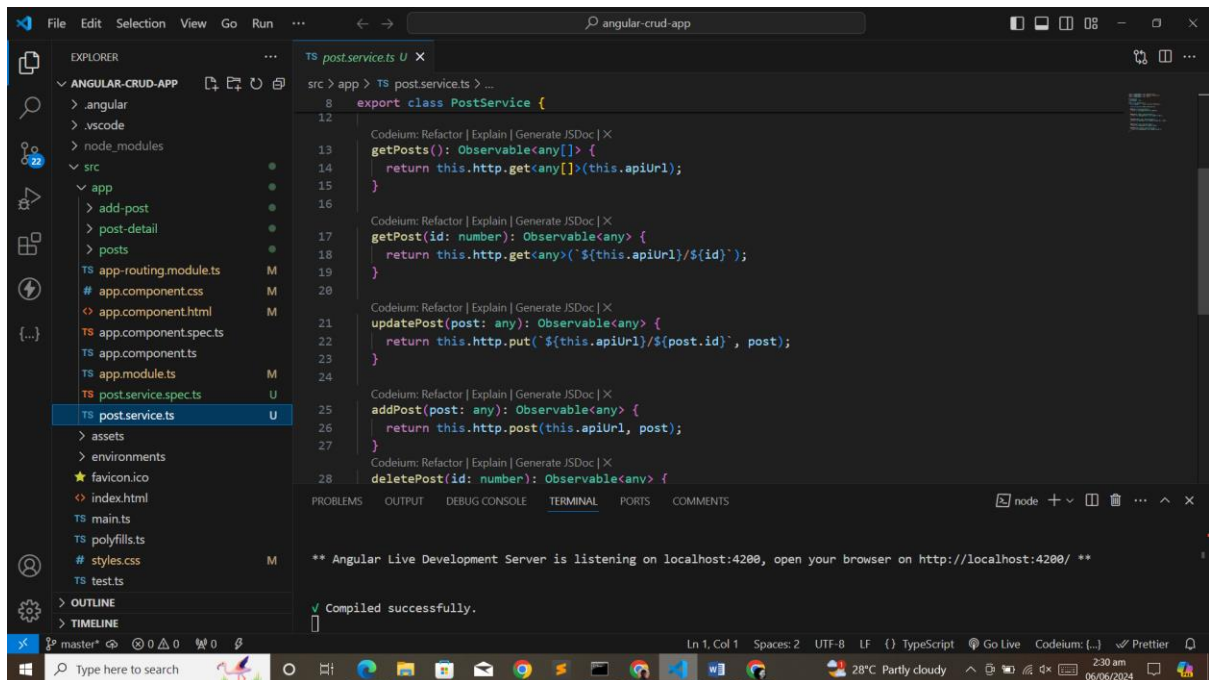 File Edit Selection View Go Run ... angular-crud-app
EXPLORER ...
ANGULAR-CRUD-APP
> .angular
> .vscode
> node_modules
src
app
> add-post
> post-detail
> posts
TS app-routing.module.ts M
# app.component.css M
<> app.component.html M
TS app.component.spec.ts
TS app.component.ts
TS app.module.ts M
TS post.service.spec.ts U
TS post.service.ts U
> assets
> environments
favicon.ico
<> index.html
TS main.ts
TS polyfills.ts
# styles.css M
TS test.ts
> OUTLINE
> TIMELINE
22
{...}
TS post.service.ts U ×
src > app > TS post.service.ts > ...
8 export class PostService {
12
Codeium: Refactor | Explain | Generate JSDoc | ×
13 getPosts(): Observable<any[]> {
14 return this.http.get<any[]>(this.apiUrl);
15 }
16
Codeium: Refactor | Explain | Generate JSDoc | ×
17 getPost(id: number): Observable<any> {
18 return this.http.get<any>(`${this.apiUrl}/${id}`);
19 }
20
Codeium: Refactor | Explain | Generate JSDoc | ×
21 updatePost(post: any): Observable<any> {
22 return this.http.put(`${this.apiUrl}/${post.id}`, post);
23 }
24
Codeium: Refactor | Explain | Generate JSDoc | ×
25 addPost(post: any): Observable<any> {
26 return this.http.post(this.apiUrl, post);
27 }
Codeium: Refactor | Explain | Generate JSDoc | ×
28 deletePost(id: number): Observable<any> {
PROBLEMS OUTPUT DEBUG CONSOLE TERMINAL PORTS COMMENTS node
** Angular Live Development Server is listening on localhost:4200, open your browser on http://localhost:4200/ **
√ Compiled successfully.
master* 0 0 0 Ln 1, Col 1 Spaces: 2 UTF-8 LF {} TypeScript Go Live Codeium: {...} Prettier
Type here to search 28°C Partly cloudy 2:30 am
06/06/2024